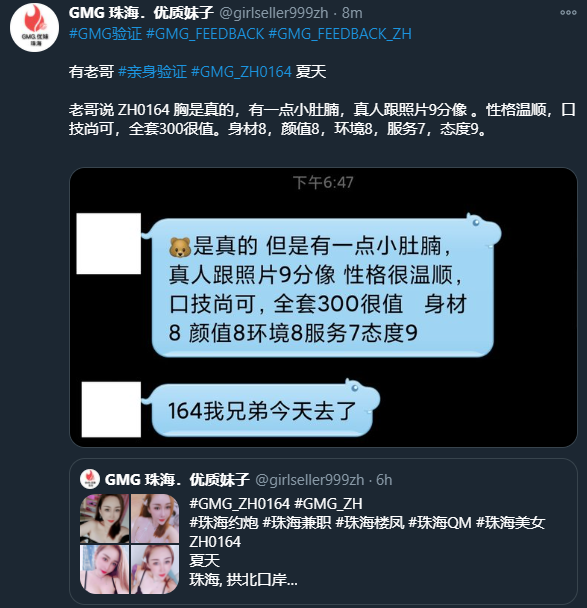 GMG 珠海．优质妹子 @girlseller999zh · 8m
#GMG验证 #GMG_FEEDBACK #GMG_FEEDBACK_ZH
有老哥 #亲身验证 #GMG_ZH0164 夏天
老哥说 ZH0164 胸是真的，有一点小肚腩，真人跟照片9分像 。性格温顺，口
技尚可，全套300很值。身材8，颜值8，环境8，服务7，态度9。
下午6:47
🐻是真的 但是有一点小肚腩，
真人跟照片9分像 性格很温顺，
口技尚可, 全套300很值 身材
8 颜值8环境8服务7态度9
164我兄弟今天去了
GMG 珠海．优质妹子 @girlseller999zh · 6h
#GMG_ZH0164 #GMG_ZH
#珠海约炮 #珠海兼职 #珠海楼凤 #珠海QM #珠海美女
ZH0164
夏天
珠海, 拱北口岸...